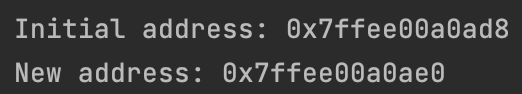 Initial address: 0x7ffee00a0ad8
New address: 0x7ffee00a0ae0